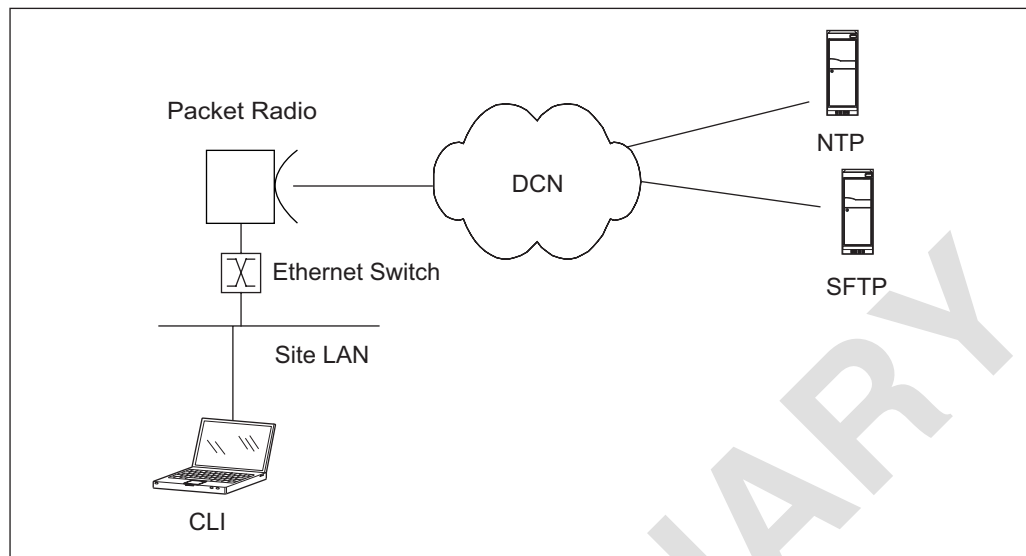 Packet Radio
NTP
DCN
SFTP
Ethernet Switch
Site LAN
CLI